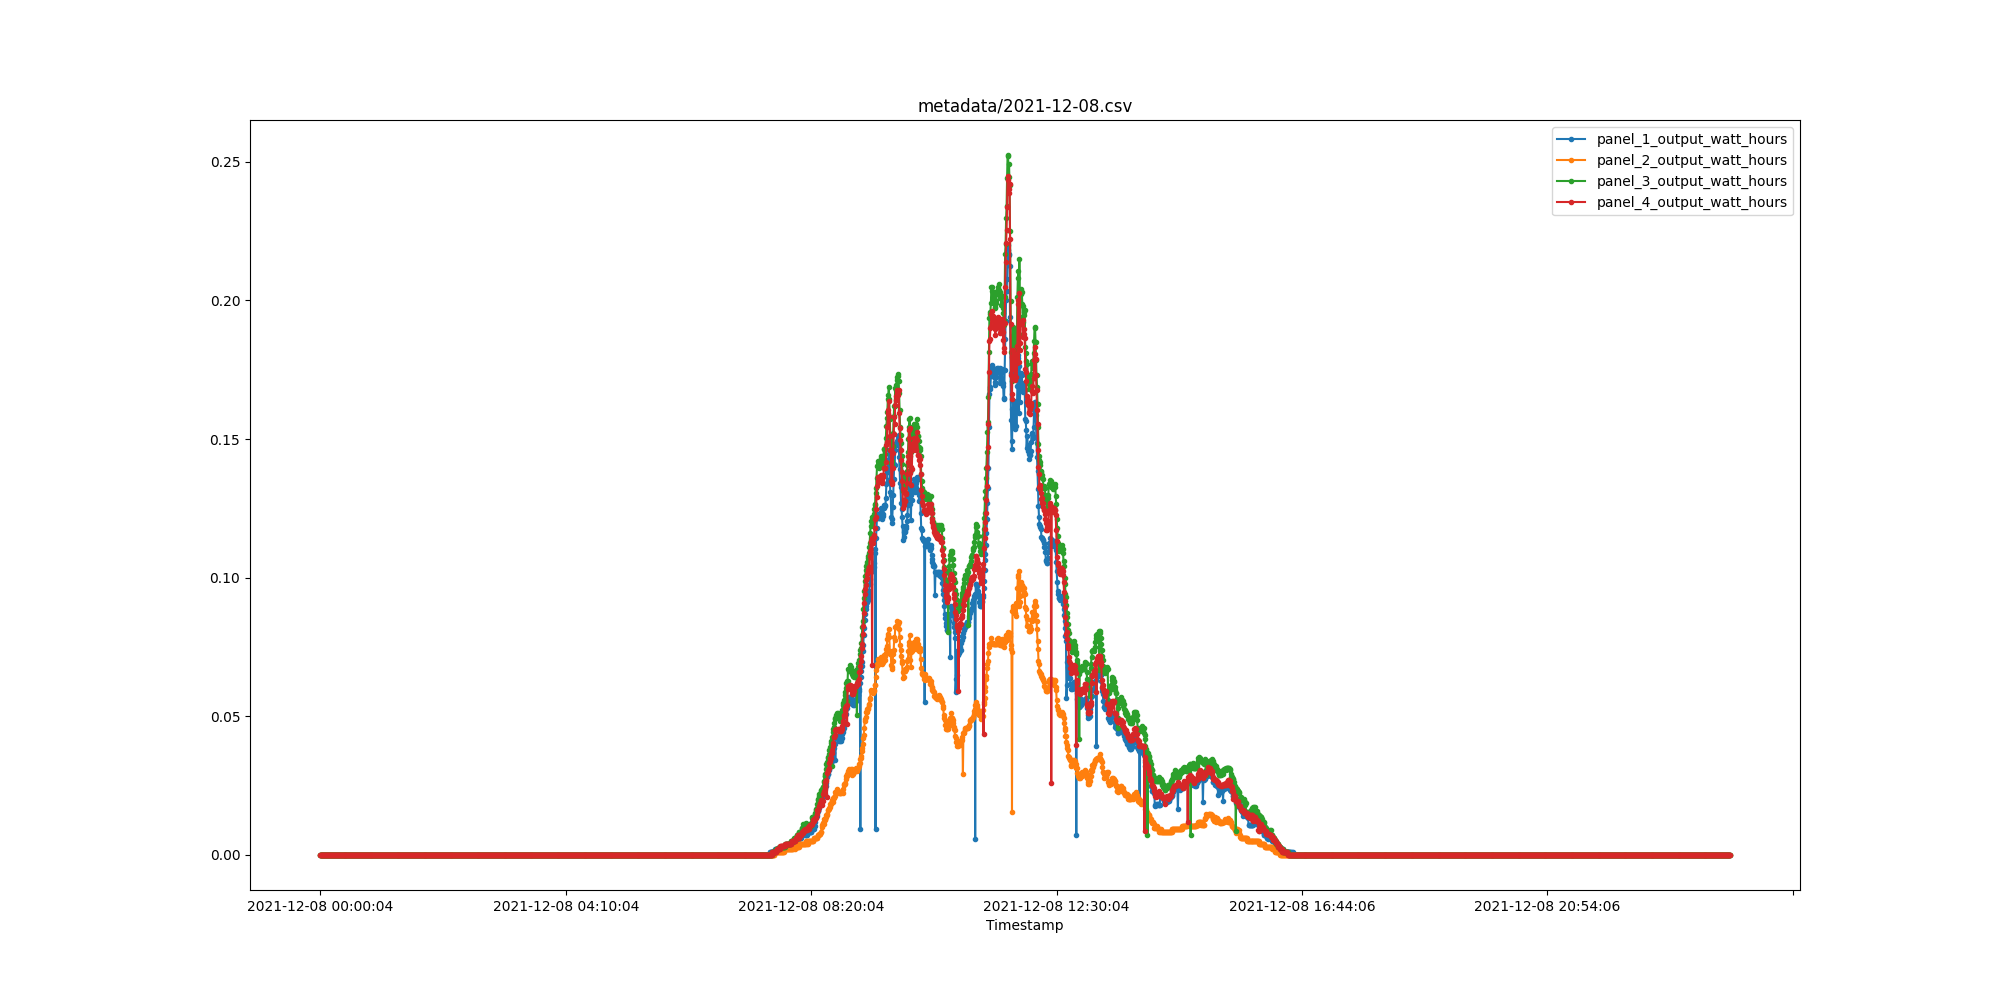 metadata/2021-12-08.csv
panel_1_output_watt_hours
panel_2_output_watt_hours
panel_3_output_watt_hours
panel_4_output_watt_hours
0.25
0.20
0.15
0.10
0.05
0.00
2021-12-08 00:00:04
2021-12-08 04:10:04
2021-12-08 08:20:04
2021-12-08 12:30:04
2021-12-08 16:44:06
2021-12-08 20:54:06
Timestamp